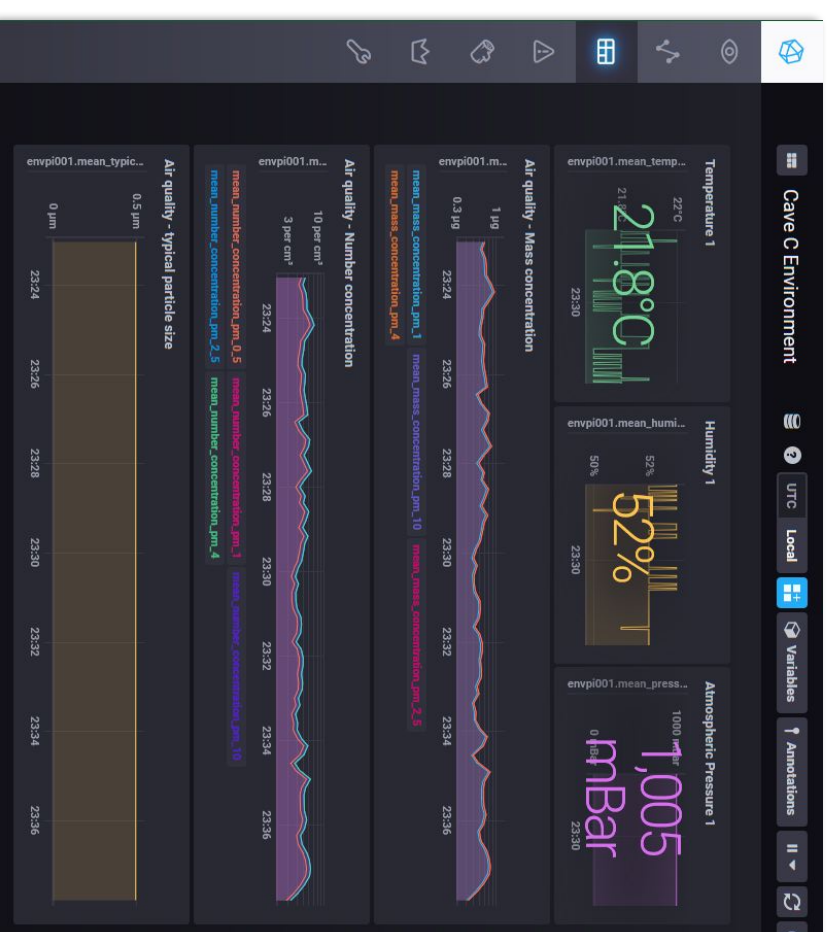 Cave C Environment
UTC
Local
Variables
Annotations
Temperature 1
envpi001.mean_temp...
22°C
21.8°C
21.8°C
23:30
Humidity 1
envpi001.mean_humi...
52%
50%
52%
23:30
Atmospheric Pressure 1
envpi001.mean_press...
1000 mBar
0 mBar
1,005
mBar
23:30
Air quality - Mass concentration
envpi001.m...
1 µg
0.3 µg
23:24 23:26 23:28 23:30 23:32 23:34 23:36
mean_mass_concentration_pm_1 mean_mass_concentration_pm_10 mean_mass_concentration_pm_2_5
mean_mass_concentration_pm_4
Air quality - Number concentration
envpi001.m...
10 per cm³
3 per cm³
23:24 23:26 23:28 23:30 23:32 23:34 23:36
mean_number_concentration_pm_0_5 mean_number_concentration_pm_1 mean_number_concentration_pm_10
mean_number_concentration_pm_2_5 mean_number_concentration_pm_4
Air quality - typical particle size
envpi001.mean_typic...
0.5 µm
0 µm
23:24 23:26 23:28 23:30 23:32 23:34 23:36